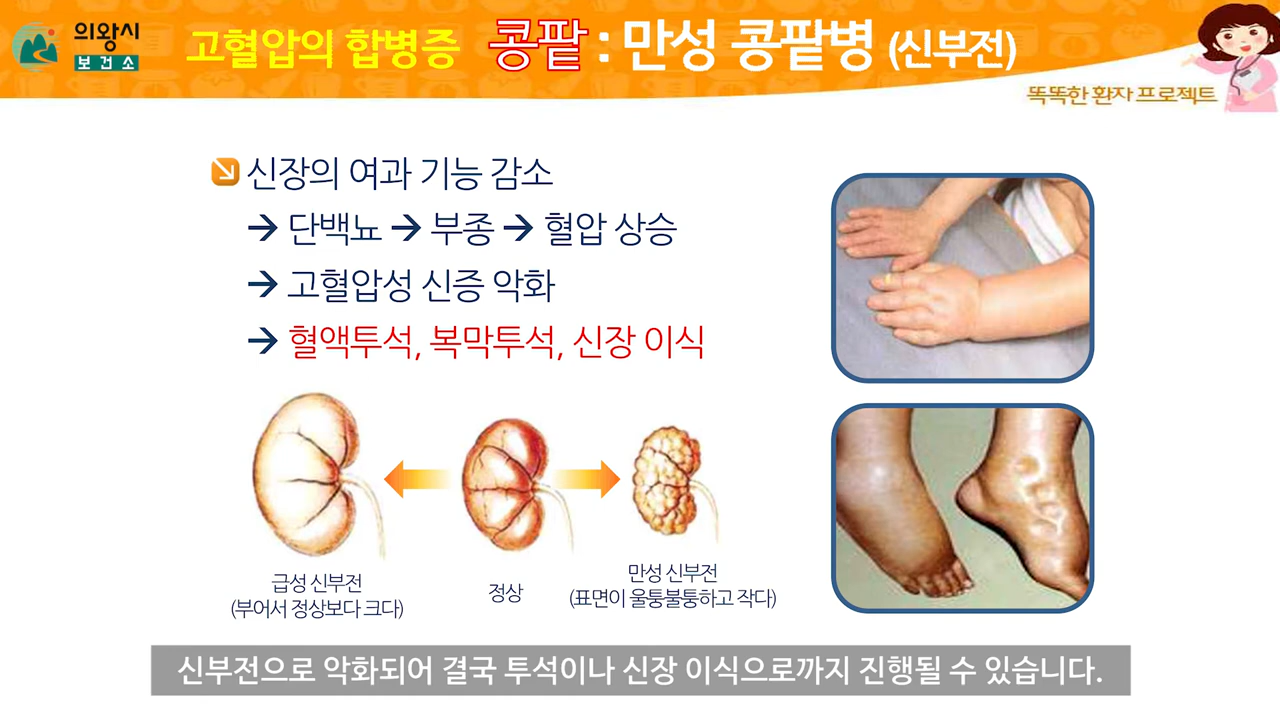 의왕시
보건소
고혈압의 합병증 콩팥 : 만성 콩팥병 (신부전)
똑똑한 환자 프로젝트
신장의 여과 기능 감소
→ 단백뇨 → 부종 → 혈압 상승
→ 고혈압성 신증 악화
→ 혈액투석, 복막투석, 신장 이식
급성 신부전
(부어서 정상보다 크다)
정상
만성 신부전
(표면이 울퉁불퉁하고 작다)
신부전으로 악화되어 결국 투석이나 신장 이식으로까지 진행될 수 있습니다.